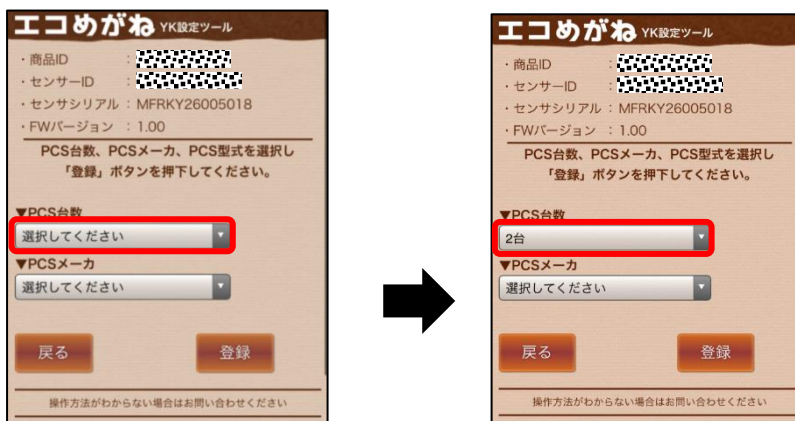 エコめがね YK設定ツール
・商品ID :
・センサーID :
・センサシリアル : MFRKY26005018
・FWバージョン : 1.00
PCS台数、PCSメーカ、PCS型式を選択し
「登録」ボタンを押下してください。
▼PCS台数
選択してください
▼PCSメーカ
選択してください
戻る 登録
操作方法がわからない場合はお問い合わせください
エコめがね YK設定ツール
・商品ID :
・センサーID :
・センサシリアル : MFRKY26005018
・FWバージョン : 1.00
PCS台数、PCSメーカ、PCS型式を選択し
「登録」ボタンを押下してください。
▼PCS台数
2台
▼PCSメーカ
選択してください
戻る 登録
操作方法がわからない場合はお問い合わせください